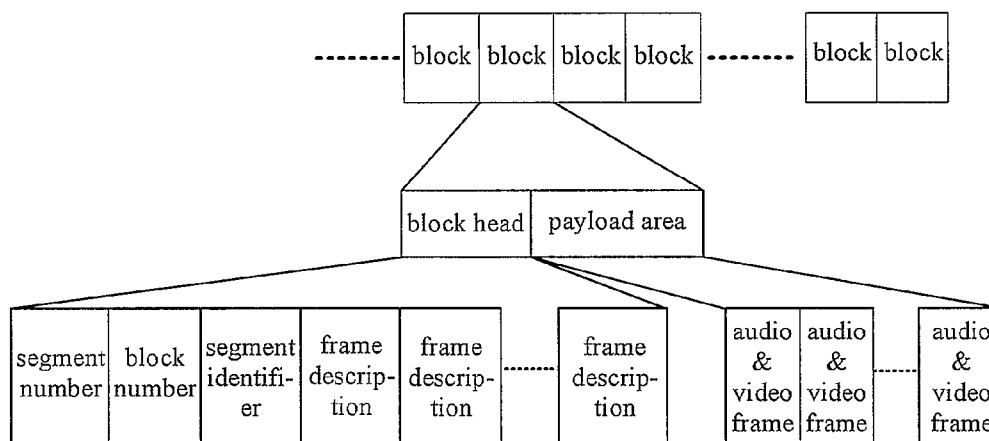 block block block block block block
block head payload area
segment number
block number
segment identifi-er
frame descrip-tion
frame descrip-tion
frame descrip-tion
audio & video frame
audio & video frame
audio & video frame